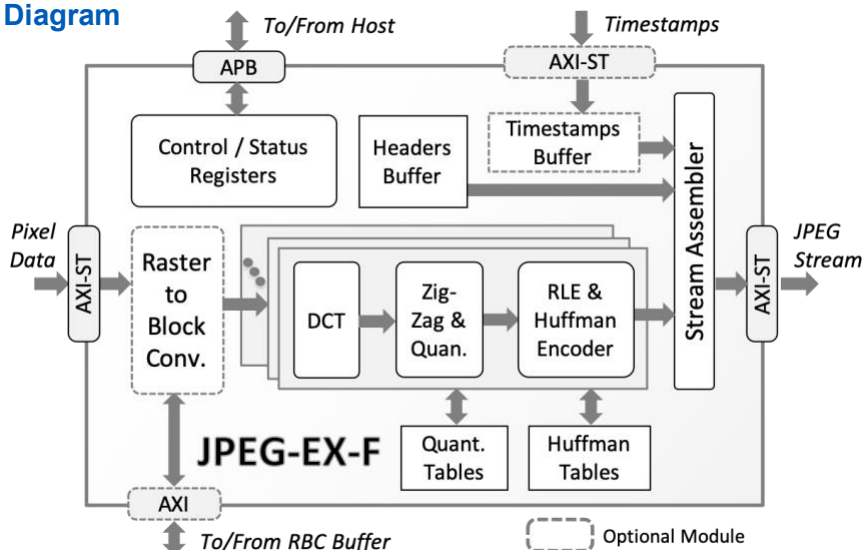 Diagram
To/From Host
Timestamps
APB
AXI-ST
Control / Status
Registers
Headers
Buffer
Timestamps
Buffer
Stream Assembler
Pixel
Data
AXI-ST
Raster
to
Block
Conv.
DCT
Zig-
Zag &
Quan.
RLE &
Huffman
Encoder
AXI-ST
JPEG
Stream
JPEG-EX-F
Quant.
Tables
Huffman
Tables
AXI
To/From RBC Buffer
Optional Module